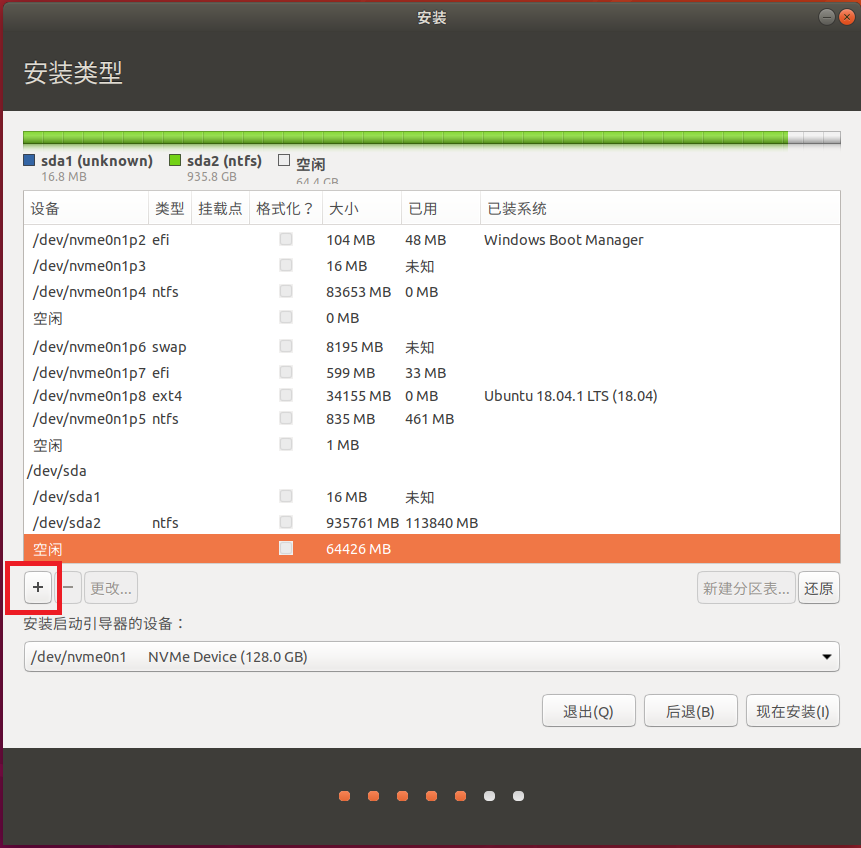 安装
安装类型
sda1 (unknown) sda2 (ntfs) 空闲
16.8 MB 935.8 GB 64.4 GB
设备 类型 挂载点 格式化？ 大小 已用 已装系统
/dev/nvme0n1p2 efi 104 MB 48 MB Windows Boot Manager
/dev/nvme0n1p3 16 MB 未知
/dev/nvme0n1p4 ntfs 83653 MB 0 MB
空闲 0 MB
/dev/nvme0n1p6 swap 8195 MB 未知
/dev/nvme0n1p7 efi 599 MB 33 MB
/dev/nvme0n1p8 ext4 34155 MB 0 MB Ubuntu 18.04.1 LTS (18.04)
/dev/nvme0n1p5 ntfs 835 MB 461 MB
空闲 1 MB
/dev/sda
/dev/sda1 16 MB 未知
/dev/sda2 ntfs 935761 MB 113840 MB
空闲 64426 MB
+ − 更改... 新建分区表... 还原
安装启动引导器的设备：
/dev/nvme0n1 NVMe Device (128.0 GB)
退出(Q) 后退(B) 现在安装(I)